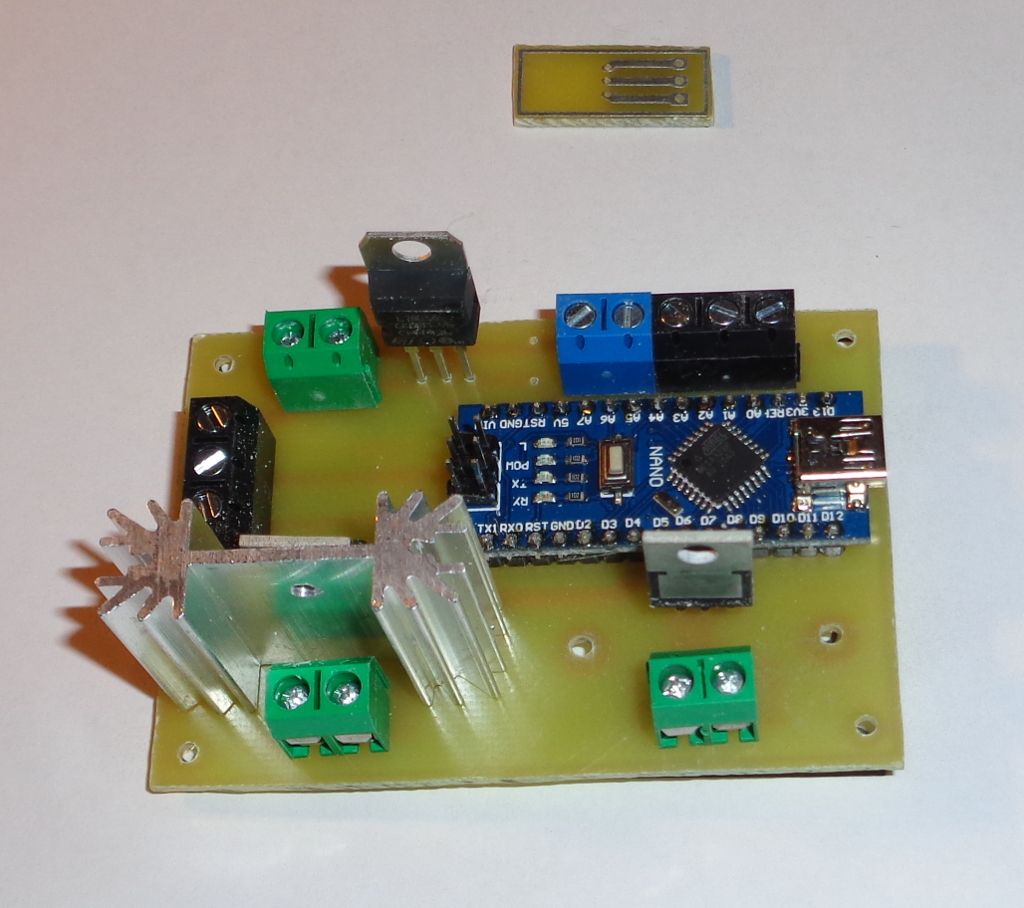 VIN GND RST 5V A7 A6 A5 A4 A3 A2 A1 A0 REF 3V3 D13
L
POW
TX
RX
NANO
TX1 RX0 RST GND D2 D3 D4 D5 D6 D7 D8 D9 D10 D11 D12